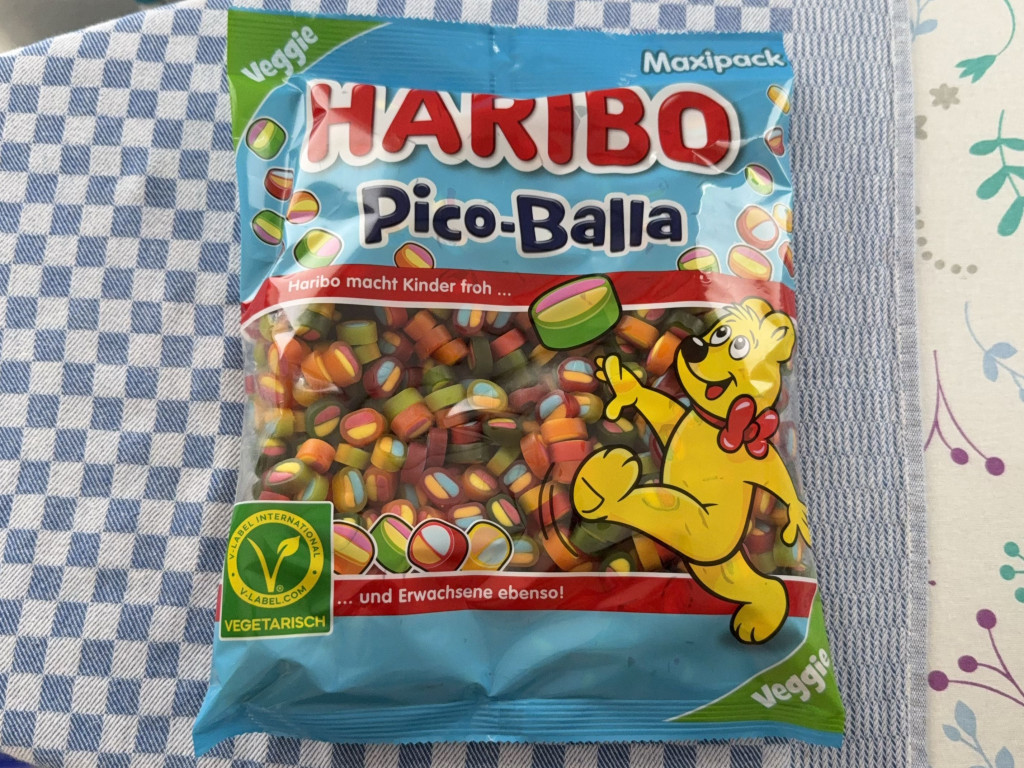 Veggie
Maxipack
HARIBO
Pico-Balla
Haribo macht Kinder froh ...
V-LABEL INTERNATIONAL
V-LABEL.COM
®
VEGETARISCH
... und Erwachsene ebenso!
Veggie